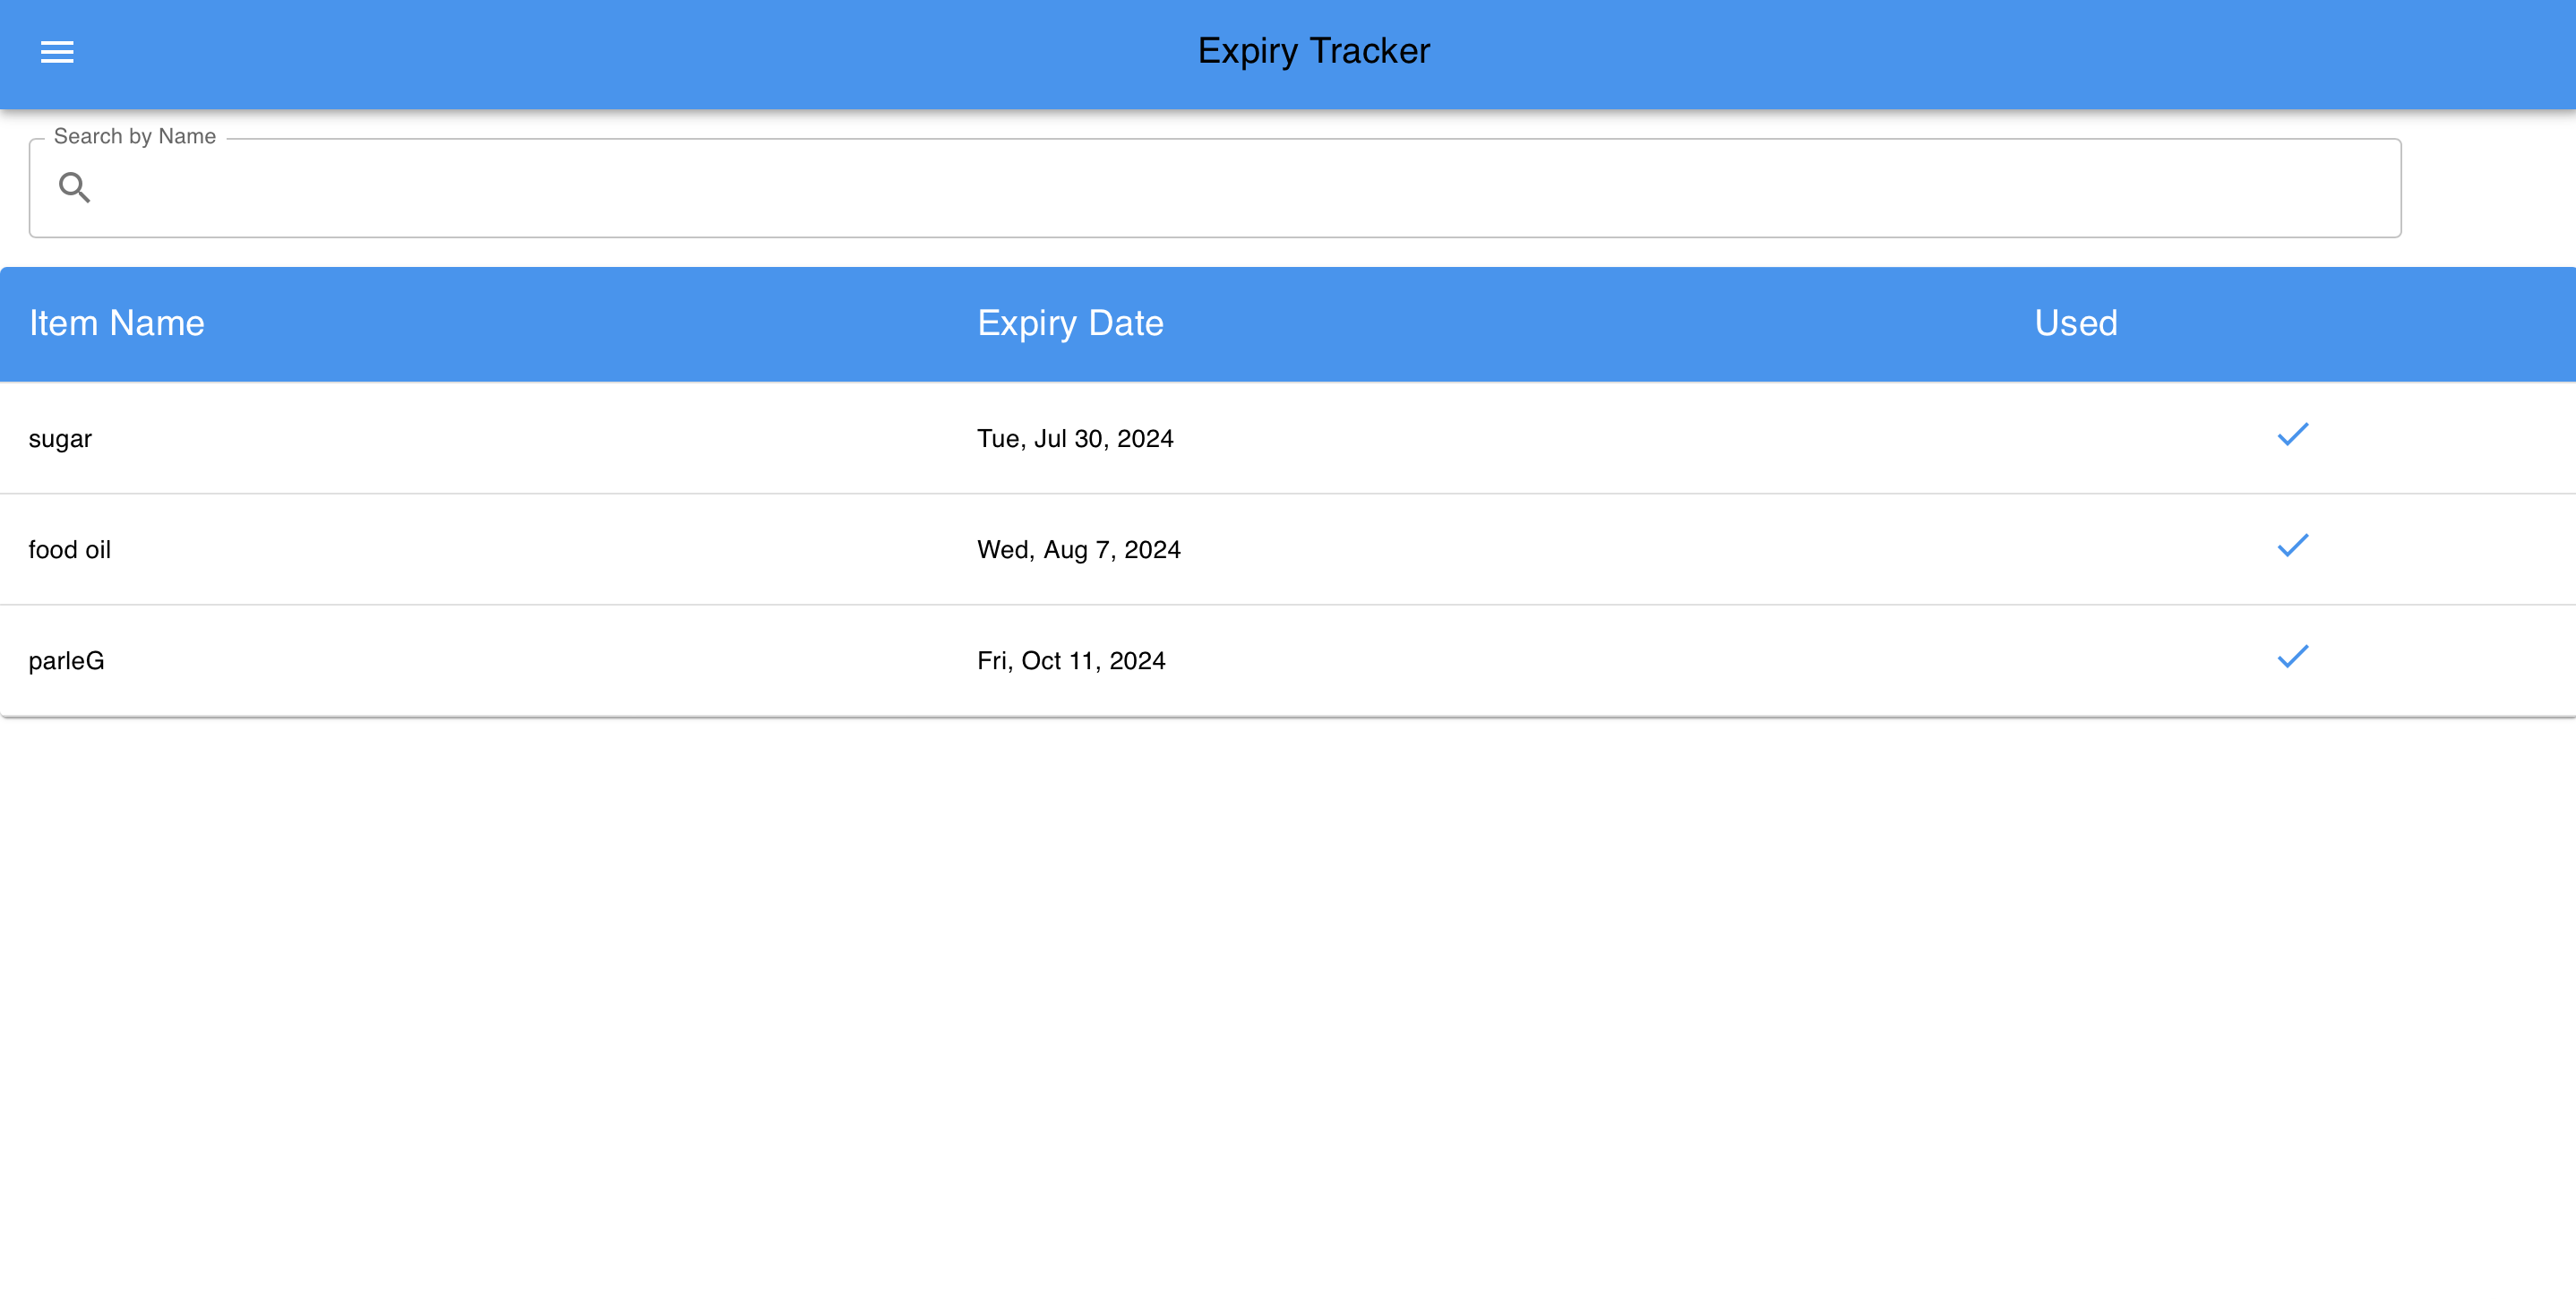 Expiry Tracker
Search by Name
Item Name Expiry Date Used
sugar Tue, Jul 30, 2024
food oil Wed, Aug 7, 2024
parleG Fri, Oct 11, 2024